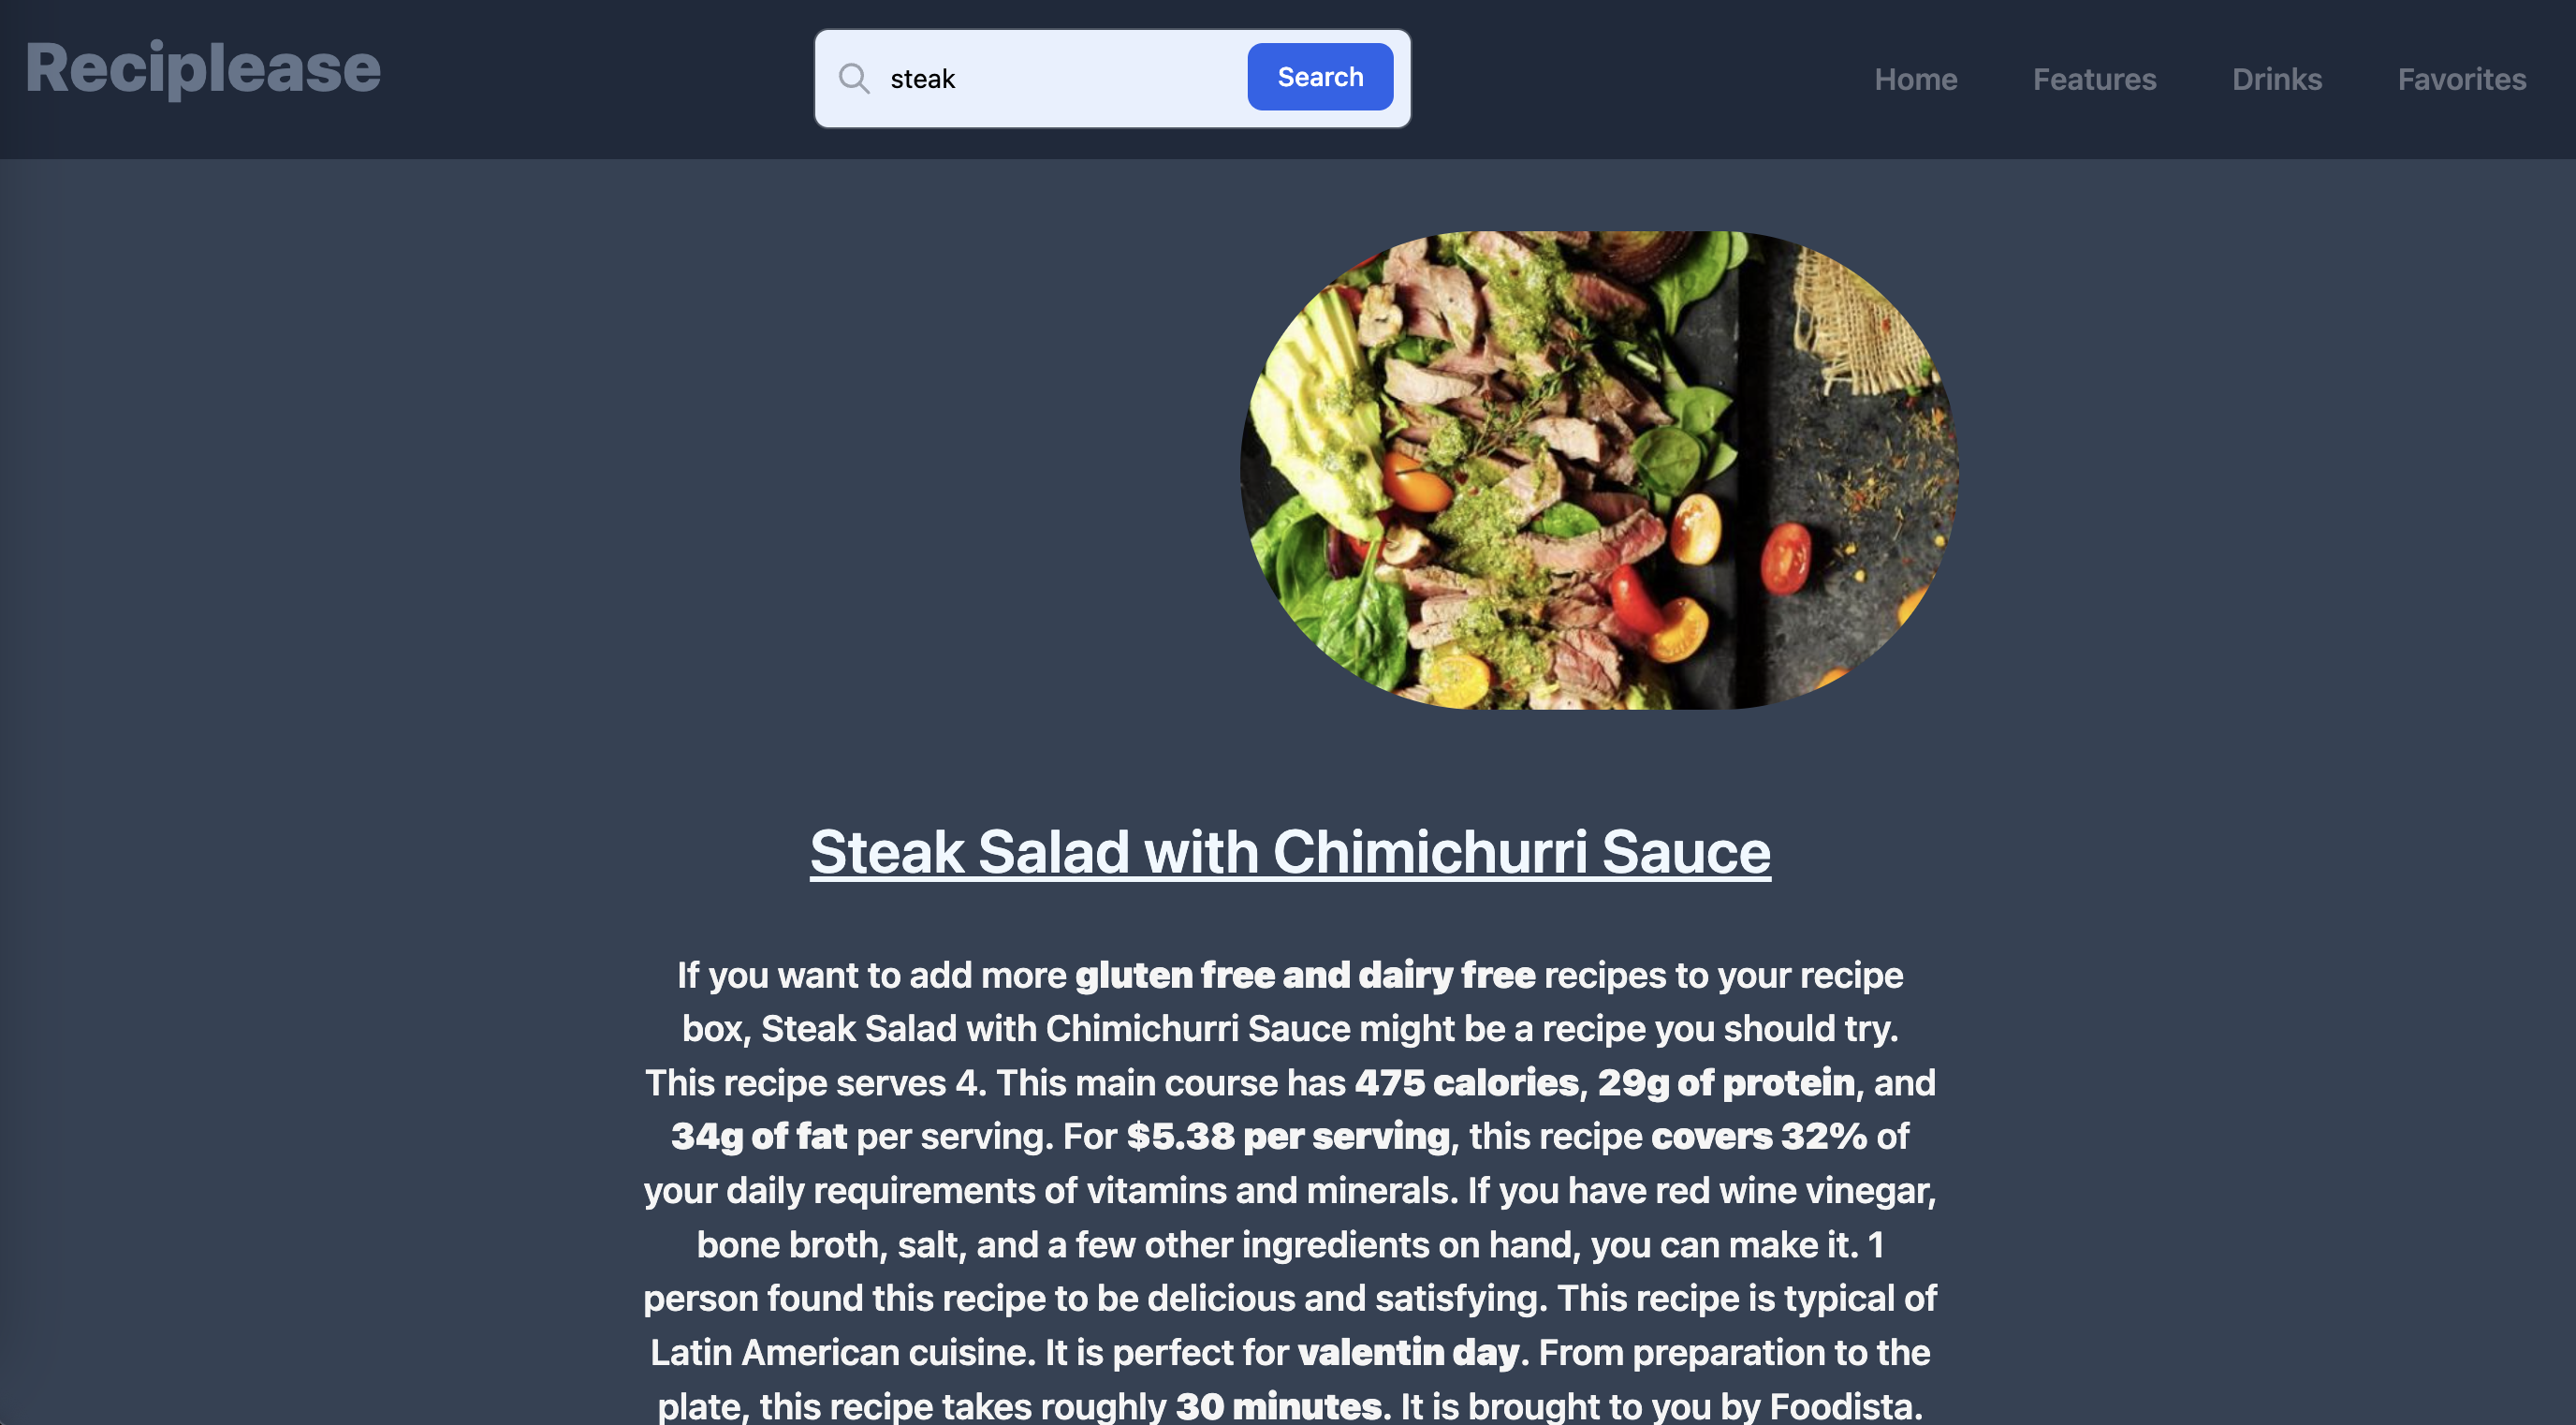 Reciplease
steak
Search
Home
Features
Drinks
Favorites
Steak Salad with Chimichurri Sauce
If you want to add more gluten free and dairy free recipes to your recipe
box, Steak Salad with Chimichurri Sauce might be a recipe you should try.
This recipe serves 4. This main course has 475 calories, 29g of protein, and
34g of fat per serving. For $5.38 per serving, this recipe covers 32% of
your daily requirements of vitamins and minerals. If you have red wine vinegar,
bone broth, salt, and a few other ingredients on hand, you can make it. 1
person found this recipe to be delicious and satisfying. This recipe is typical of
Latin American cuisine. It is perfect for valentin day. From preparation to the
plate, this recipe takes roughly 30 minutes. It is brought to you by Foodista.